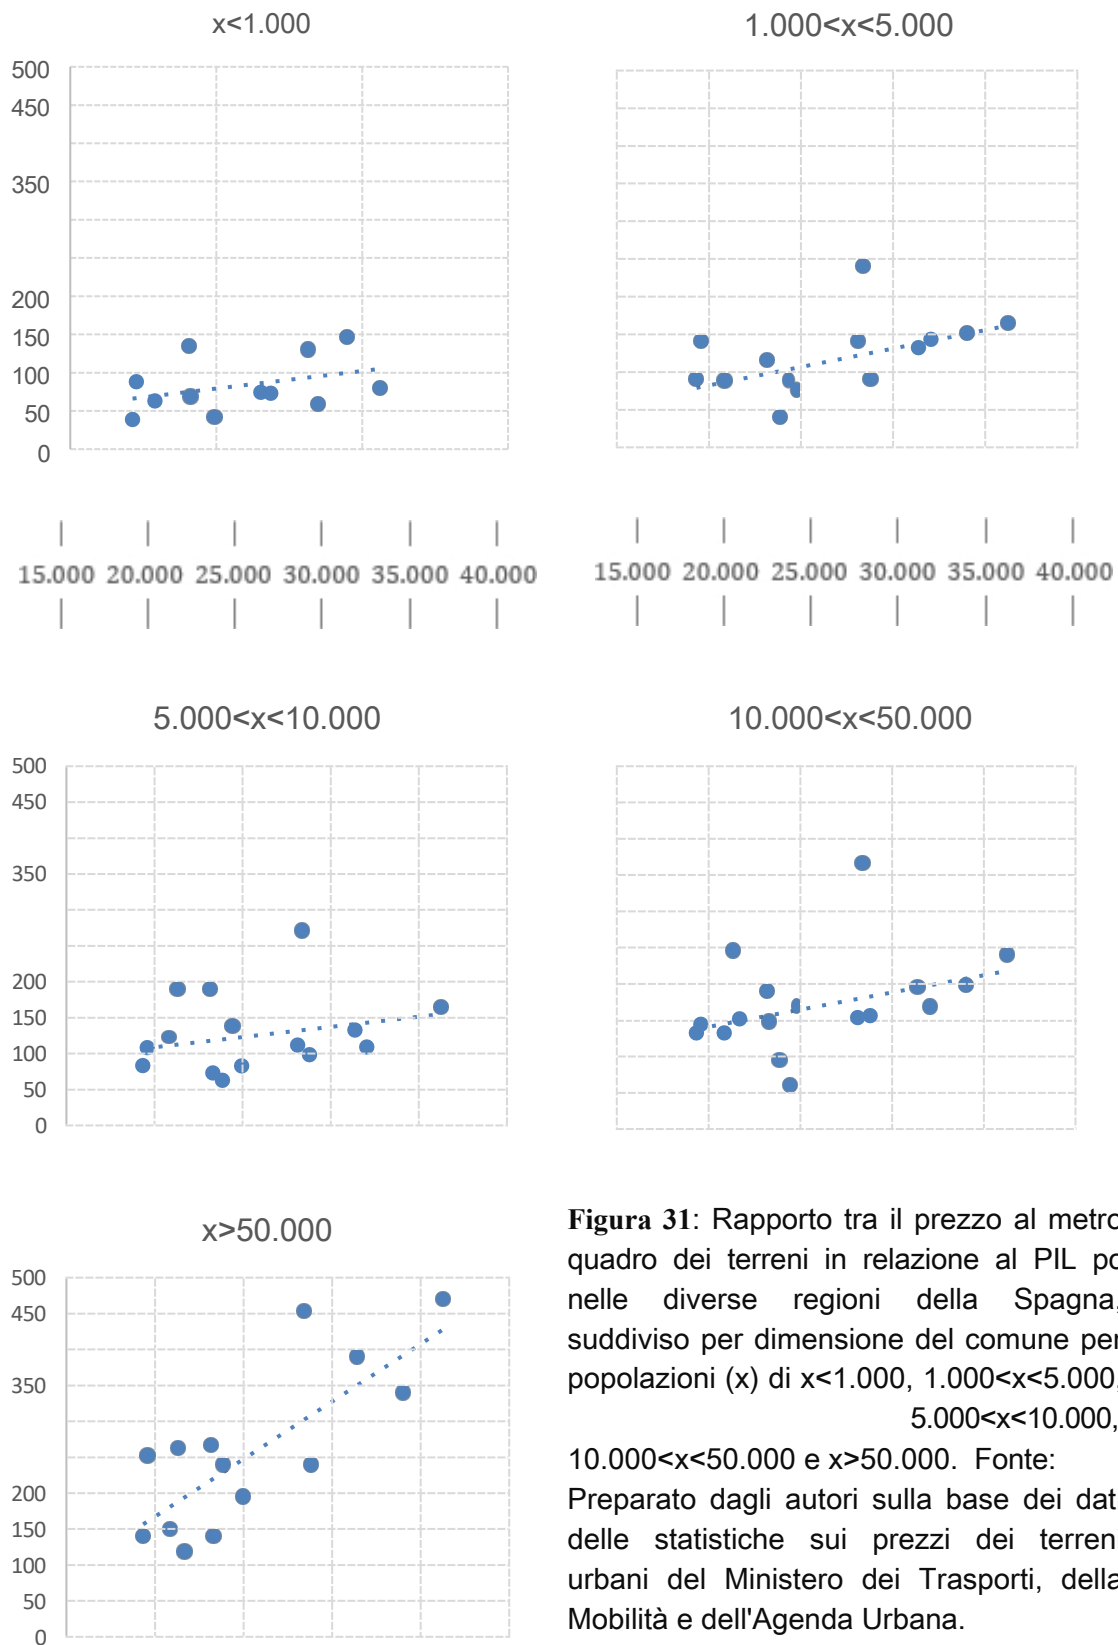 x<1.000
500
450
350
200
150
100
50
0
1.000<x<5.000
15.000 20.000 25.000 30.000 35.000 40.000
15.000 20.000 25.000 30.000 35.000 40.000
5.000<x<10.000
500
450
350
200
150
100
50
0
10.000<x<50.000
x>50.000
500
450
350
200
150
100
50
0
Figura 31: Rapporto tra il prezzo al metro
quadro dei terreni in relazione al PIL pc
nelle diverse regioni della Spagna,
suddiviso per dimensione del comune per
popolazioni (x) di x<1.000, 1.000<x<5.000,
5.000<x<10.000,
10.000<x<50.000 e x>50.000. Fonte:
Preparato dagli autori sulla base dei dat
delle statistiche sui prezzi dei terren
urbani del Ministero dei Trasporti, della
Mobilità e dell'Agenda Urbana.